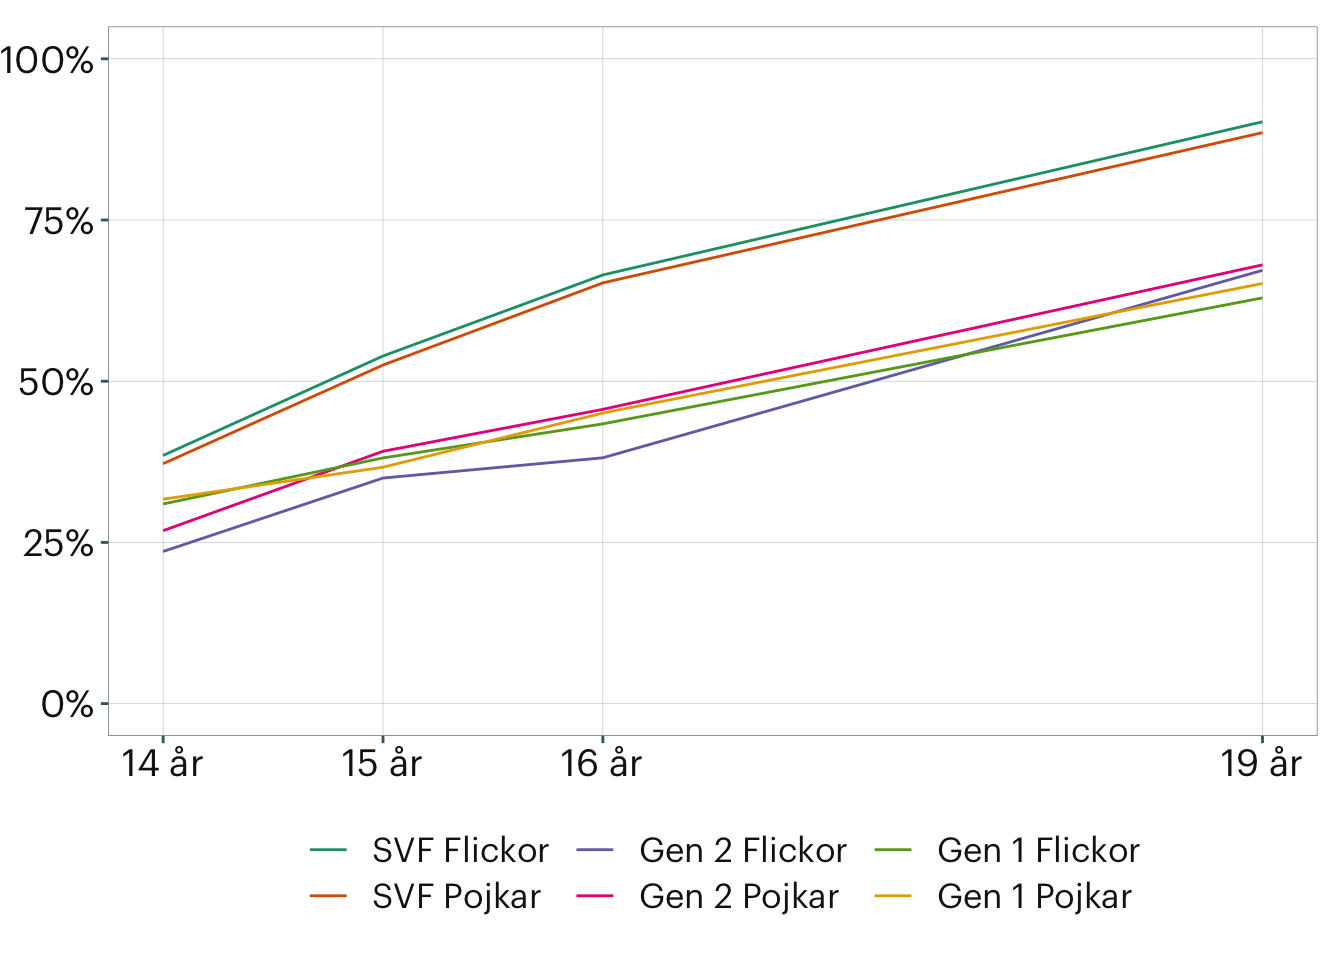 100%
75%
50%
25%
0%
14 år 15 år 16 år 19 år
SVF Flickor Gen 2 Flickor Gen 1 Flickor
SVF Pojkar Gen 2 Pojkar Gen 1 Pojkar